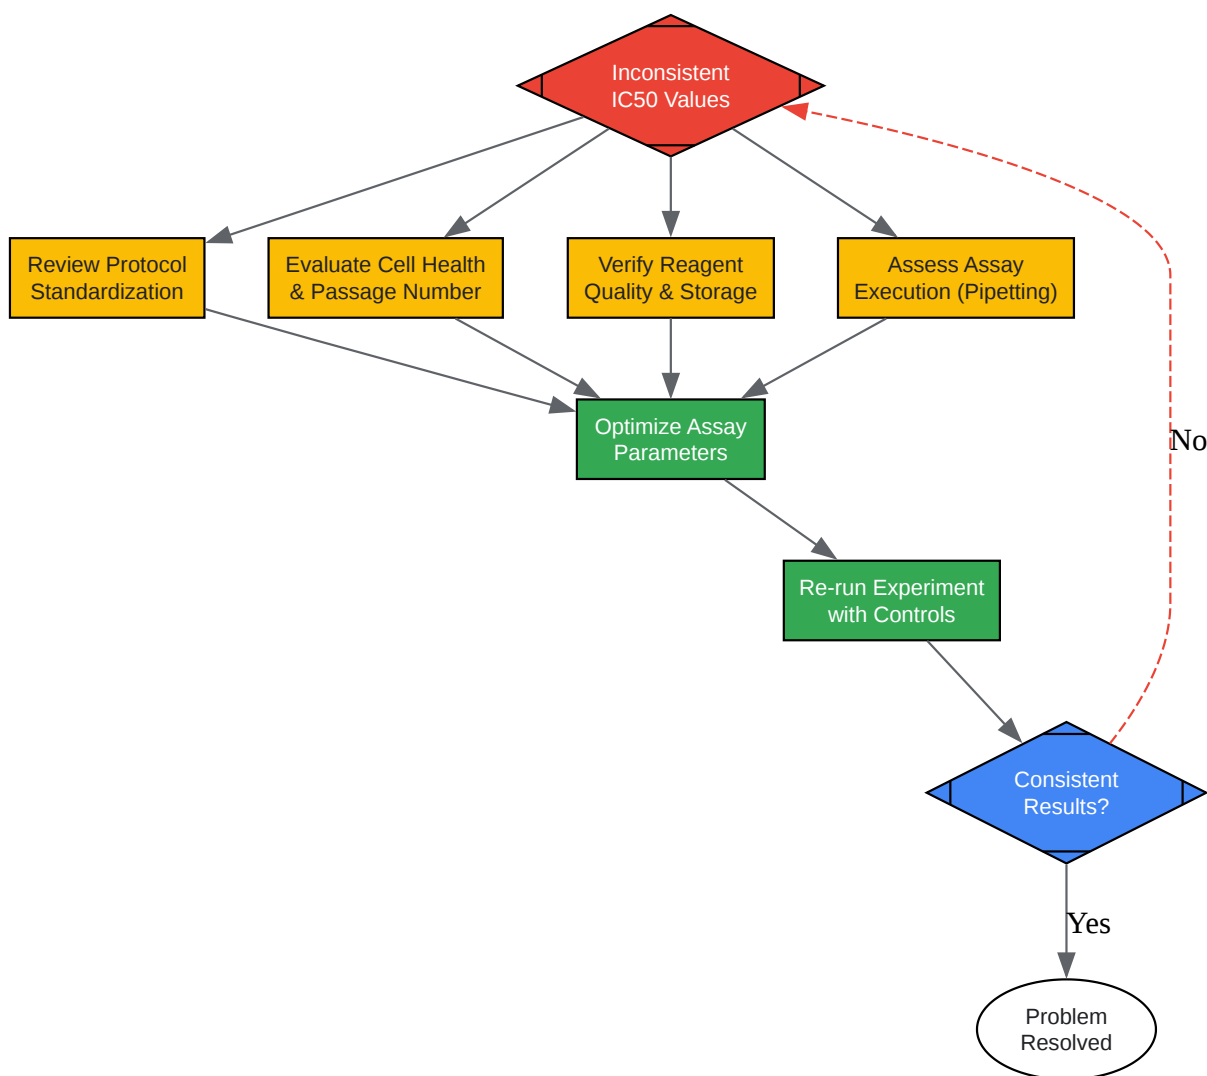 Inconsistent
IC50 Values
Review Protocol
Standardization
Evaluate Cell Health
& Passage Number
Verify Reagent
Quality & Storage
Assess Assay
Execution (Pipetting)
Optimize Assay
Parameters
No
Re-run Experiment
with Controls
Consistent
Results?
Yes
Problem
Resolved